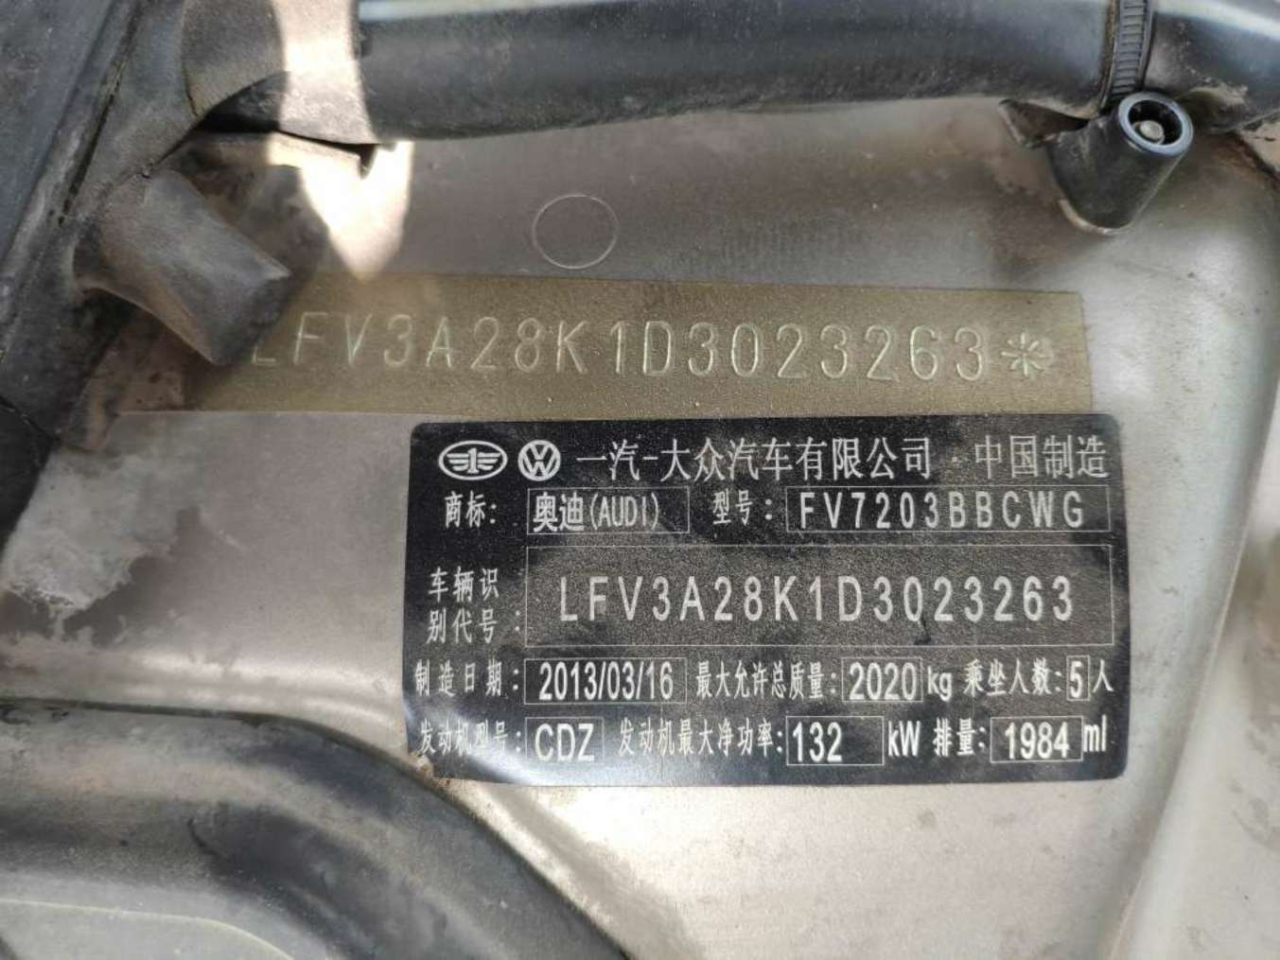 LFV3A28K1D3023263*
一汽-大众汽车有限公司·中国制造
商标: 奥迪(AUDI) 型号: FV7203BBCWG
车辆识别代号: LFV3A28K1D3023263
制造日期: 2013/03/16 最大允许总质量: 2020kg 乘坐人数: 5人
发动机型号: CDZ 发动机最大净功率: 132 kW 排量: 1984 ml